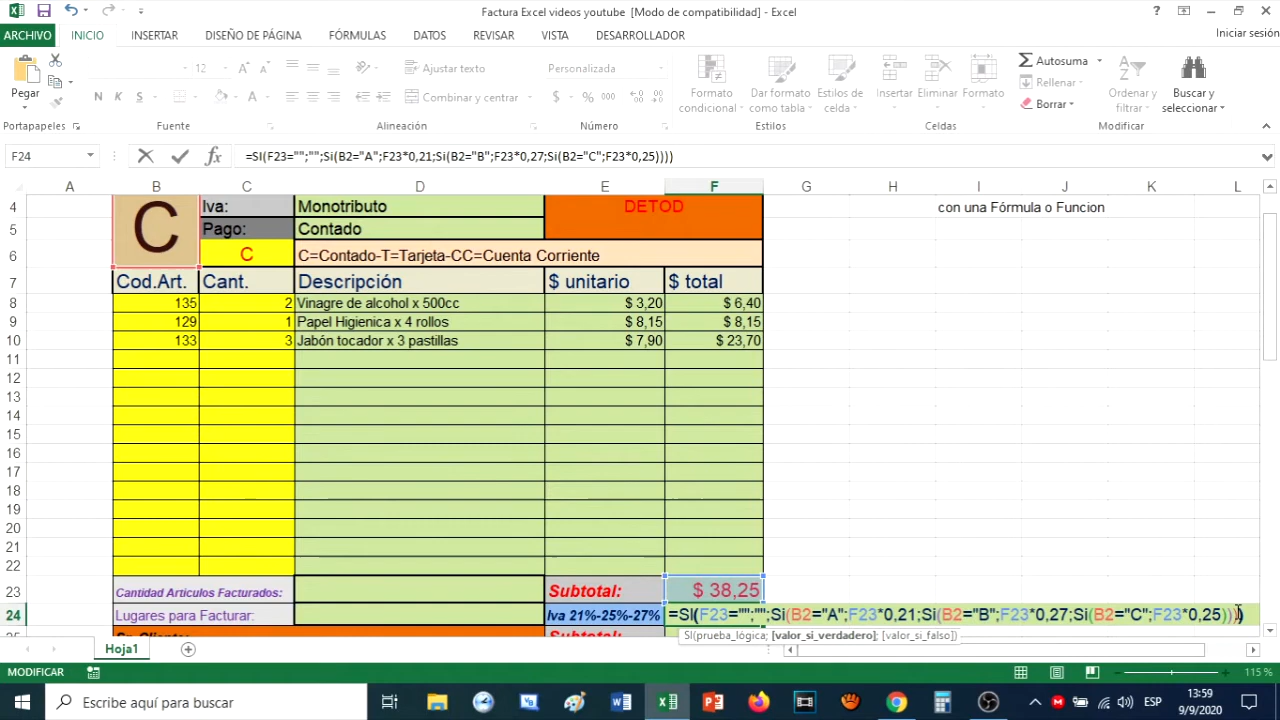 Factura Excel videos youtube [Modo de compatibilidad] - Excel
ARCHIVO INICIO INSERTAR DISEÑO DE PÁGINA FÓRMULAS DATOS REVISAR VISTA DESARROLLADOR Iniciar sesión
Pegar
12 Ajustar texto Personalizada
N K S Combinar y centrar $ % 000
Formato condicional
Dar formato como tabla
Estilos de celda
Insertar Eliminar Formato
Autosuma
Rellenar
Borrar
Ordenar y filtrar
Buscar y seleccionar
Portapapeles Fuente Alineación Número Estilos Celdas Modificar
F24 fx =SI(F23="";"";Si(B2="A";F23*0,21;Si(B2="B";F23*0,27;Si(B2="C";F23*0,25))))
A B C D E F G H I J K L
4 C Iva: Monotributo DETOD con una Fórmula o Funcion
5 Pago: Contado
6 C C=Contado-T=Tarjeta-CC=Cuenta Corriente
7 Cod.Art. Cant. Descripción $ unitario $ total
8 135 2 Vinagre de alcohol x 500cc $ 3,20 $ 6,40
9 129 1 Papel Higienica x 4 rollos $ 8,15 $ 8,15
10 133 3 Jabón tocador x 3 pastillas $ 7,90 $ 23,70
11
12
13
14
15
16
17
18
19
20
21
22
23 Cantidad Articulos Facturados: Subtotal: $ 38,25
24 Lugares para Facturar: Iva 21%-25%-27% =SI(F23="";"";Si(B2="A";F23*0,21;Si(B2="B";F23*0,27;Si(B2="C";F23*0,25))))
SI(prueba_lógica; [valor_si_verdadero]; [valor_si_falso])
Hoja1
MODIFICAR 115 %
Escribe aquí para buscar ESP 13:59
9/9/2020